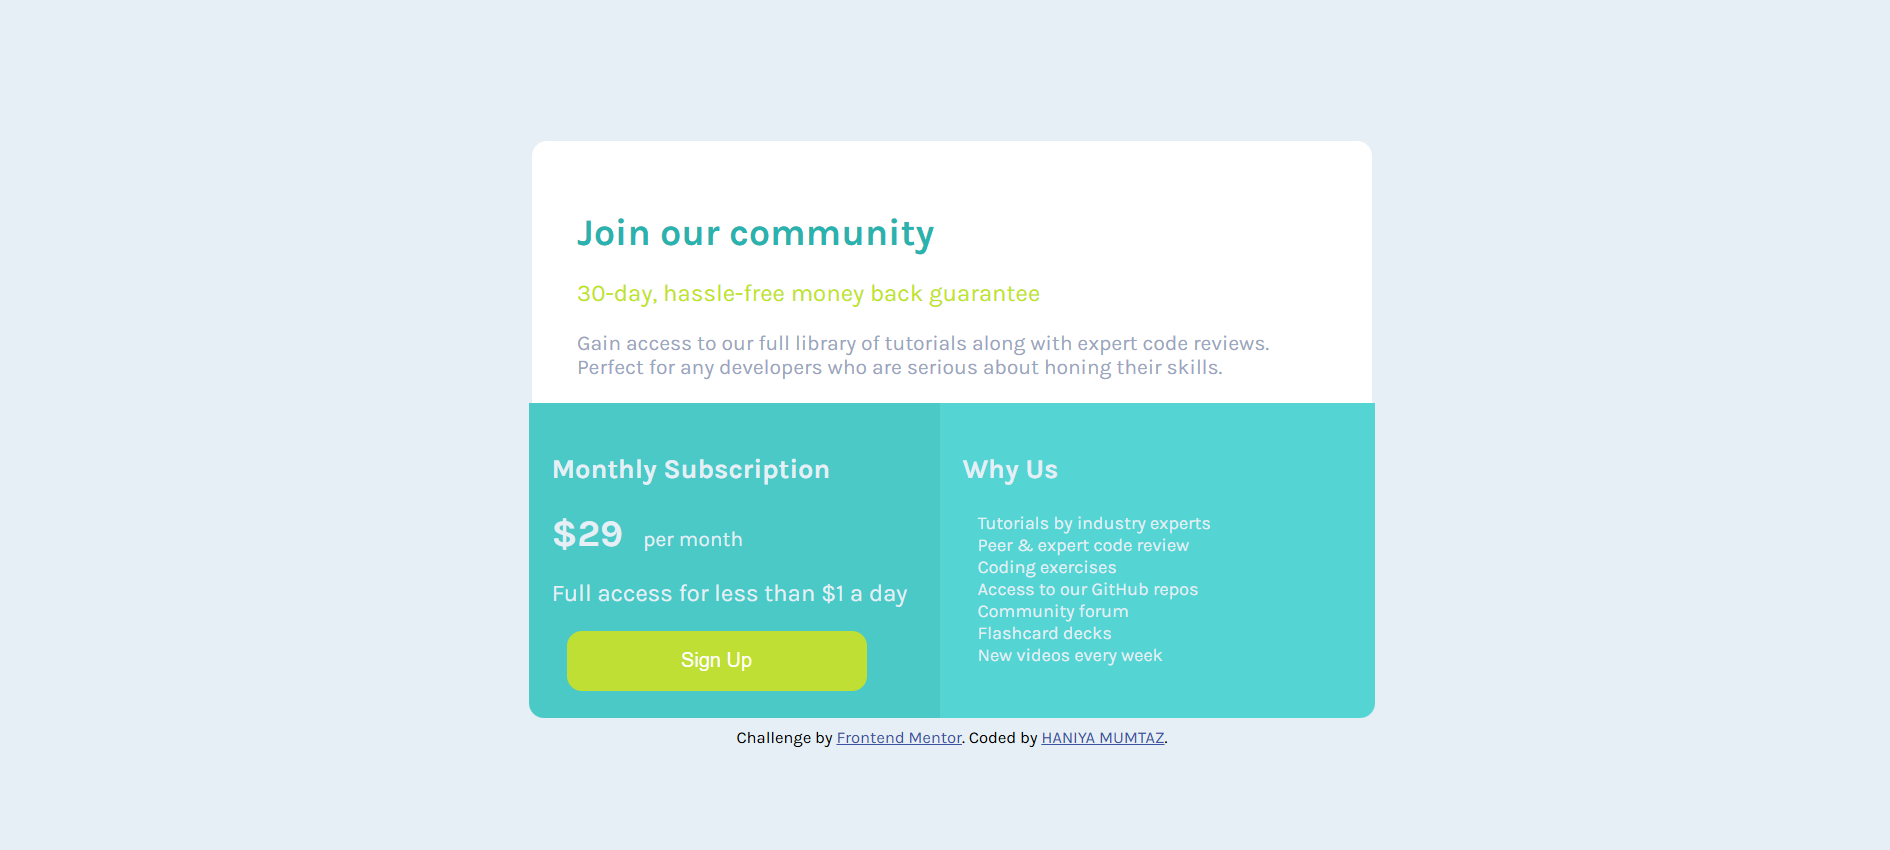 Join our community
30-day, hassle-free money back guarantee
Gain access to our full library of tutorials along with expert code reviews.
Perfect for any developers who are serious about honing their skills.
Monthly Subscription
$29 per month
Full access for less than $1 a day
Sign Up
Why Us
Tutorials by industry experts
Peer & expert code review
Coding exercises
Access to our GitHub repos
Community forum
Flashcard decks
New videos every week
Challenge by Frontend Mentor. Coded by HANIYA MUMTAZ.